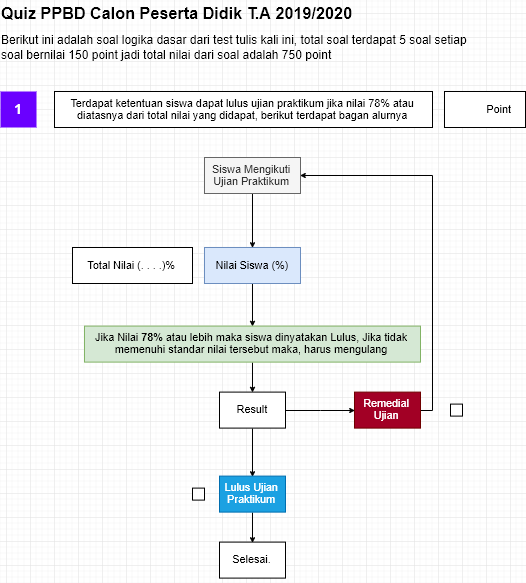 Quiz PPBD Calon Peserta Didik T.A 2019/2020
Berikut ini adalah soal logika dasar dari test tulis kali ini, total soal terdapat 5 soal setiap
soal bernilai 150 point jadi total nilai dari soal adalah 750 point
1
Terdapat ketentuan siswa dapat lulus ujian praktikum jika nilai 78% atau
diatasnya dari total nilai yang didapat, berikut terdapat bagan alurnya
Point
Siswa Mengikuti
Ujian Praktikum
Total Nilai (. . . .)%
Nilai Siswa (%)
Jika Nilai 78% atau lebih maka siswa dinyatakan Lulus, Jika tidak
memenuhi standar nilai tersebut maka, harus mengulang
Result
Remedial
Ujian
Lulus Ujian
Praktikum
Selesai.